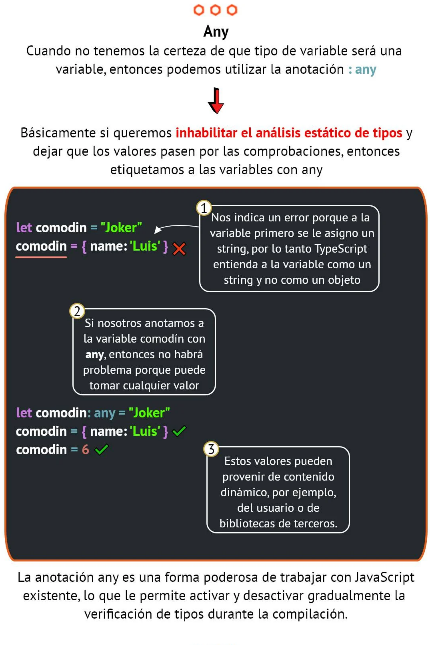 Any
Cuando no tenemos la certeza de que tipo de variable será una
variable, entonces podemos utilizar la anotación : any
Básicamente si queremos inhabilitar el análisis estático de tipos y
dejar que los valores pasen por las comprobaciones, entonces
etiquetamos a las variables con any
let comodin = "Joker"
comodin = { name: 'Luis' }
1
Nos indica un error porque a la
variable primero se le asigno un
string, por lo tanto TypeScript
entienda a la variable como un
string y no como un objeto
2
Si nosotros anotamos a
la variable comodín con
any, entonces no habrá
problema porque puede
tomar cualquier valor
let comodin: any = "Joker"
comodin = { name: 'Luis' }
comodin = 6
3
Estos valores pueden
provenir de contenido
dinámico, por ejemplo,
del usuario o de
bibliotecas de terceros.
La anotación any es una forma poderosa de trabajar con JavaScript
existente, lo que le permite activar y desactivar gradualmente la
verificación de tipos durante la compilación.